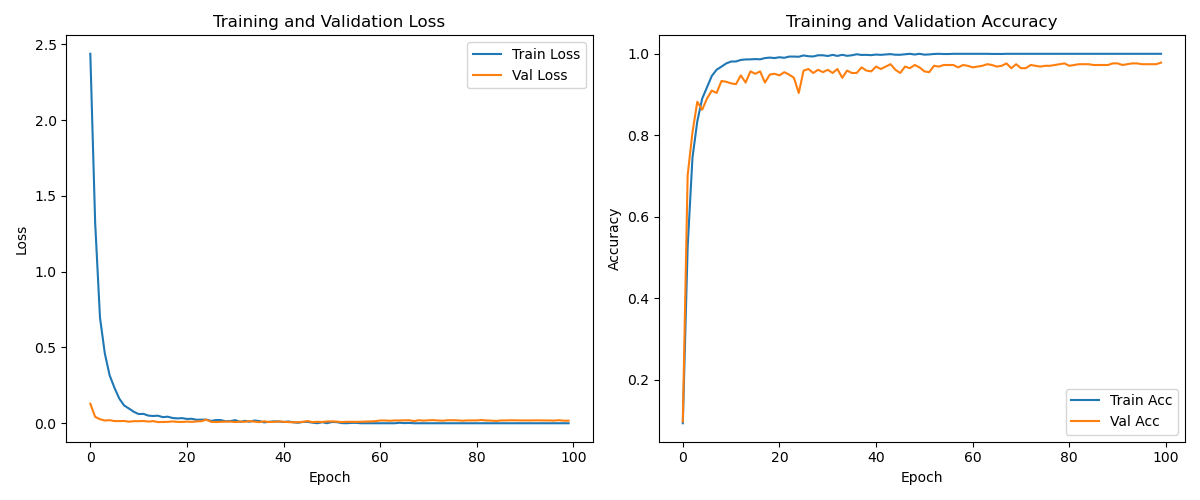 Training and Validation Loss
2.5
2.0
1.5
1.0
0.5
0.0
Loss
0 20 40 60 80 100
Epoch
Train Loss
Val Loss
Training and Validation Accuracy
1.0
0.8
0.6
0.4
0.2
Accuracy
0 20 40 60 80 100
Epoch
Train Acc
Val Acc